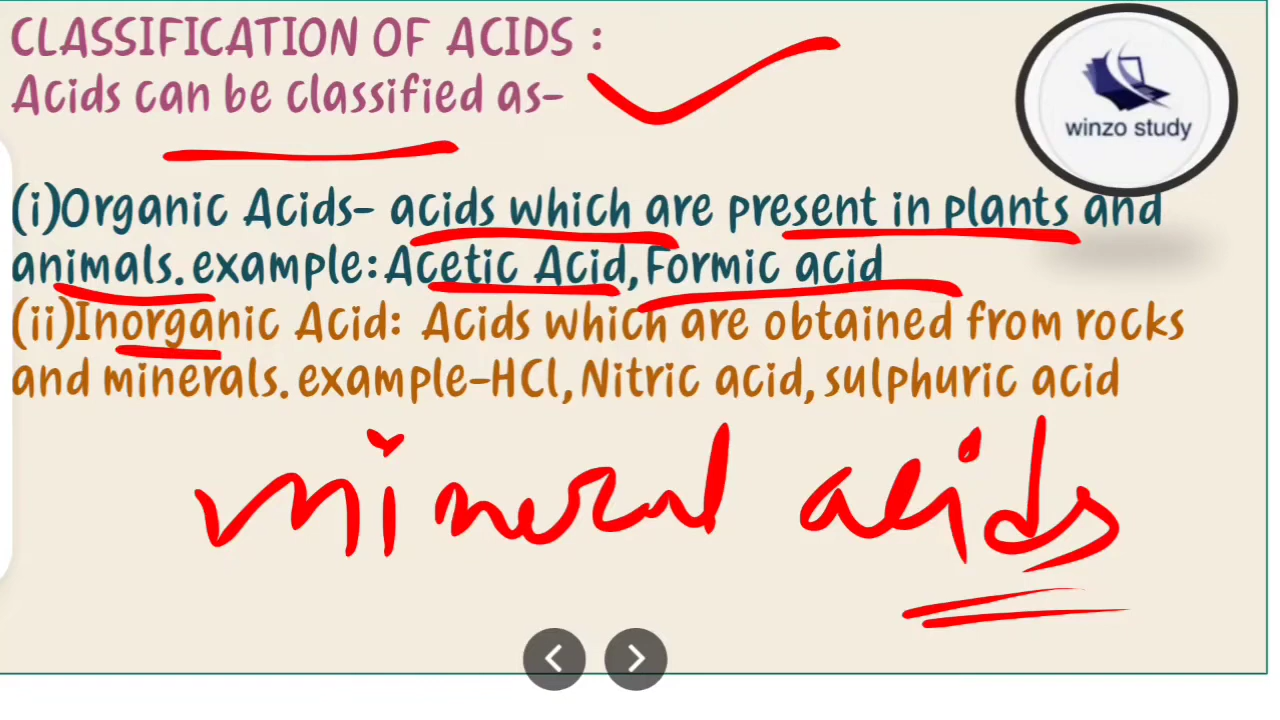 CLASSIFICATION OF ACIDS :
Acids can be classified as-
winzo study
(i)Organic Acids- acids which are present in plants and
animals. example: Acetic Acid, Formic acid
(ii)Inorganic Acid: Acids which are obtained from rocks
and minerals. example-HCl, Nitric acid, sulphuric acid
mineral acids